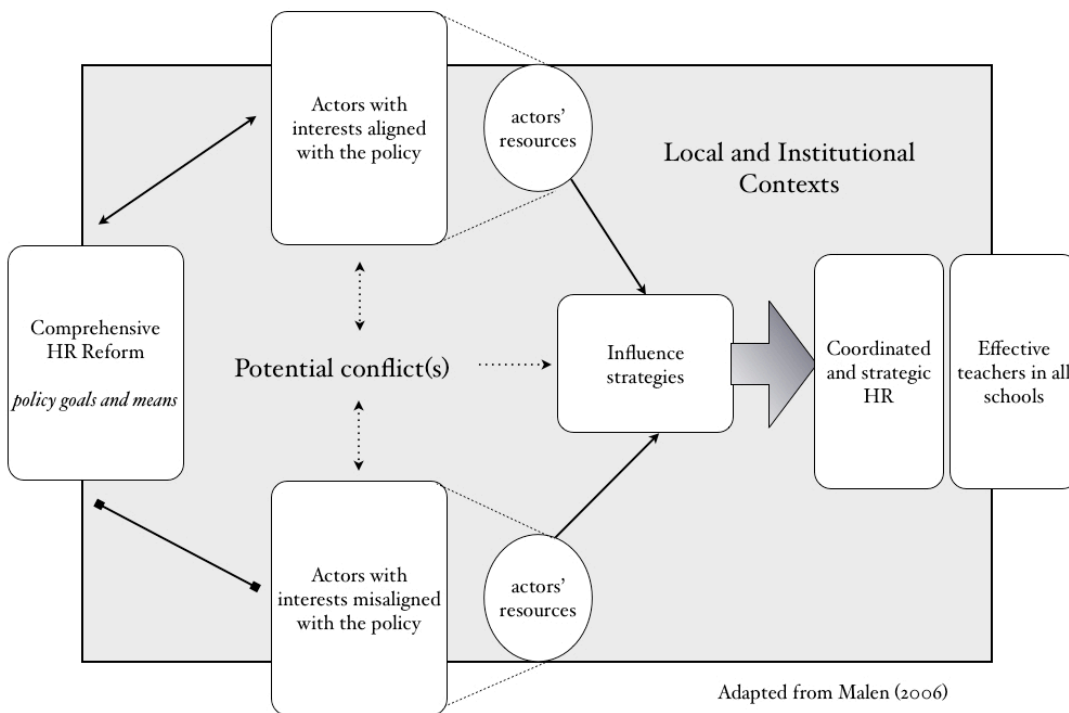 Actors with
interests aligned
with the policy
actors’
resources
Local and Institutional
Contexts
Comprehensive
HR Reform
policy goals and means
Potential conflict(s)
Influence
strategies
Coordinated
and strategic
HR
Effective
teachers in all
schools
Actors with
interests misaligned
with the policy
actors’
resources
Adapted from Malen (2006)